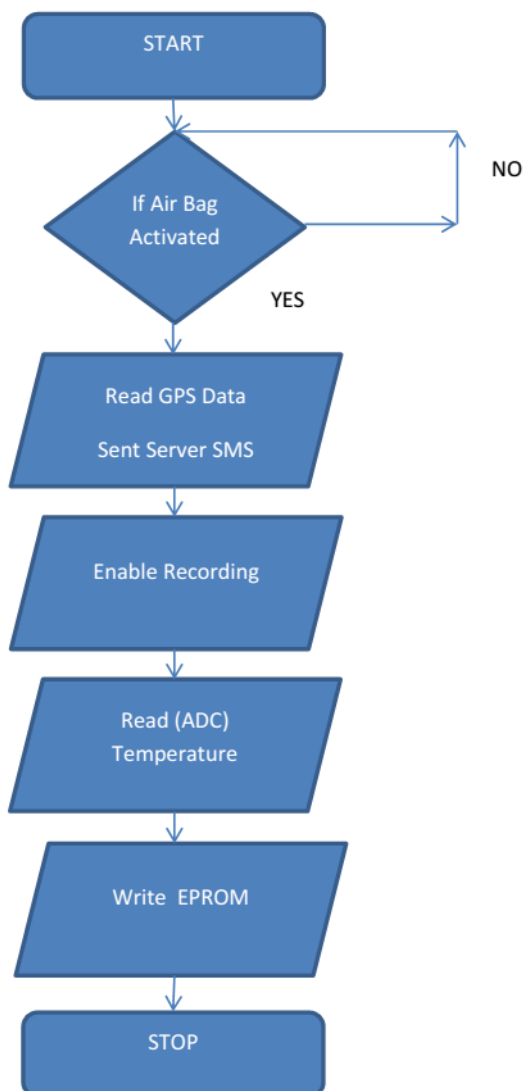 START
NO
If Air Bag
Activated
YES
Read GPS Data
Sent Server SMS
Enable Recording
Read (ADC)
Temperature
Write EPROM
STOP